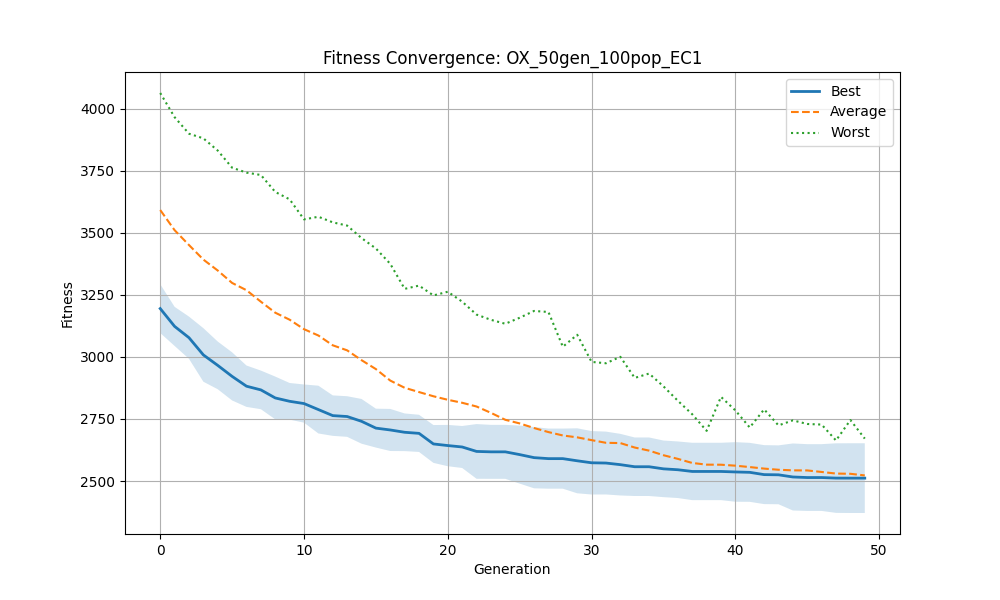 Fitness Convergence: OX_50gen_100pop_EC1
Best
Average
Worst
Fitness
4000
3750
3500
3250
3000
2750
2500
0 10 20 30 40 50
Generation